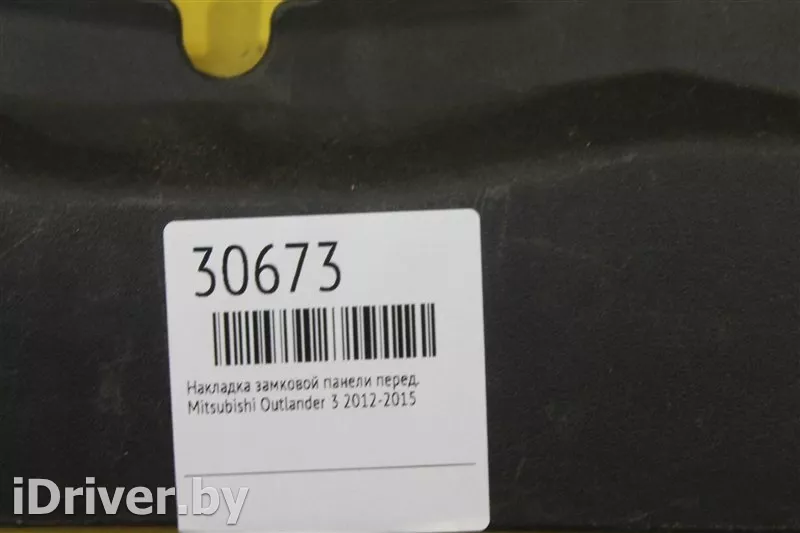 30673
Накладка замковой панели перед.
Mitsubishi Outlander 3 2012-2015
iDriver.by